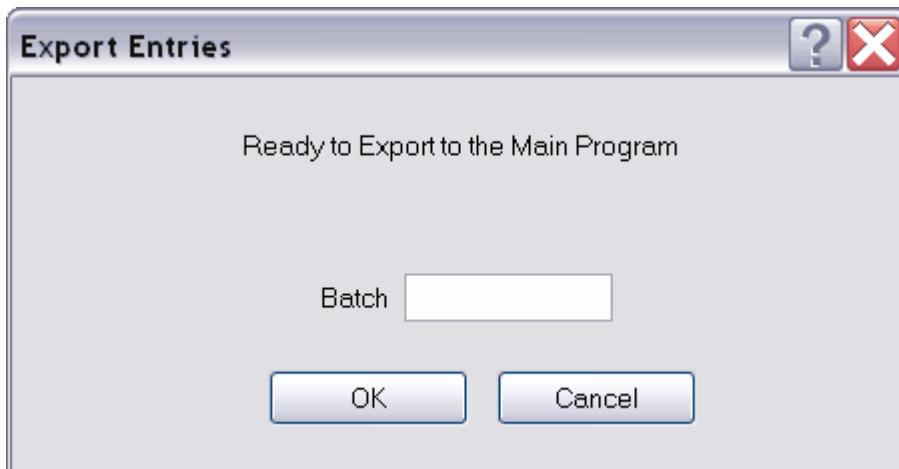 Export Entries
?
Ready to Export to the Main Program
Batch
OK
Cancel